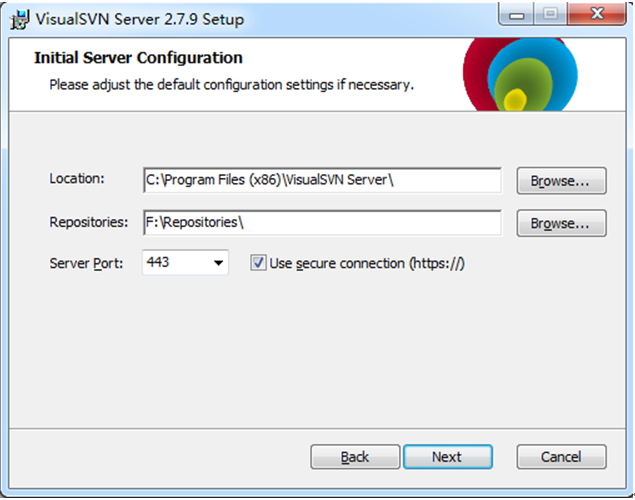 VisualSVN Server 2.7.9 Setup
Initial Server Configuration
Please adjust the default configuration settings if necessary.
Location: C:\Program Files (x86)\VisualSVN Server\ Browse...
Repositories: F:\Repositories\ Browse...
Server Port: 443 Use secure connection (https://)
Back Next Cancel